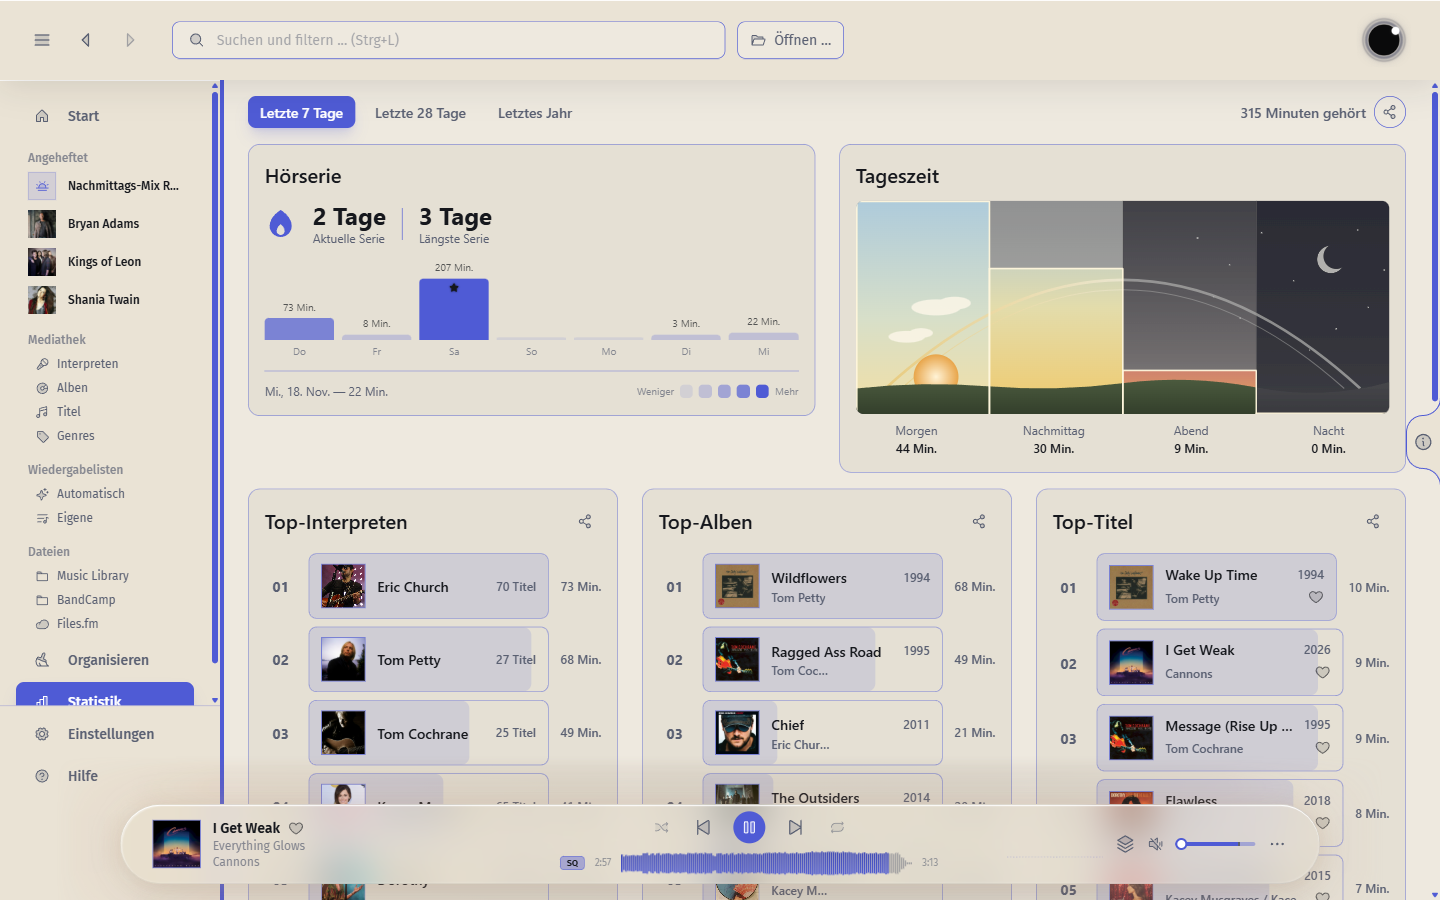 Suchen und filtern ... (Strg+L)
Öffnen ...
Start
Angeheftet
Nachmittags-Mix R...
Bryan Adams
Kings of Leon
Shania Twain
Mediathek
Interpreten
Alben
Titel
Genres
Wiedergabelisten
Automatisch
Eigene
Dateien
Music Library
BandCamp
Files.fm
Organisieren
Statistik
Einstellungen
Hilfe
Letzte 7 Tage
Letzte 28 Tage
Letztes Jahr
315 Minuten gehört
Hörserie
2 Tage
Aktuelle Serie
3 Tage
Längste Serie
73 Min.
8 Min.
207 Min.
3 Min.
22 Min.
Do Fr Sa So Mo Di Mi
Mi., 18. Nov. — 22 Min.
Weniger
Mehr
Tageszeit
Morgen
44 Min.
Nachmittag
30 Min.
Abend
9 Min.
Nacht
0 Min.
Top-Interpreten
01 Eric Church 70 Titel 73 Min.
02 Tom Petty 27 Titel 68 Min.
03 Tom Cochrane 25 Titel 49 Min.
Top-Alben
01 Wildflowers 1994 68 Min.
Tom Petty
02 Ragged Ass Road 1995 49 Min.
Tom Coc...
03 Chief 2011 21 Min.
Eric Chur...
The Outsiders 2014
Kacey M...
Top-Titel
01 Wake Up Time 1994 10 Min.
Tom Petty
02 I Get Weak 2026 9 Min.
Cannons
03 Message (Rise Up ... 1995 9 Min.
Tom Cochrane
Flawless 2018 8 Min.
05 2015 7 Min.
Kacey Musgraves / Kace...
I Get Weak
Everything Glows
Cannons
SQ
2:57
3:13